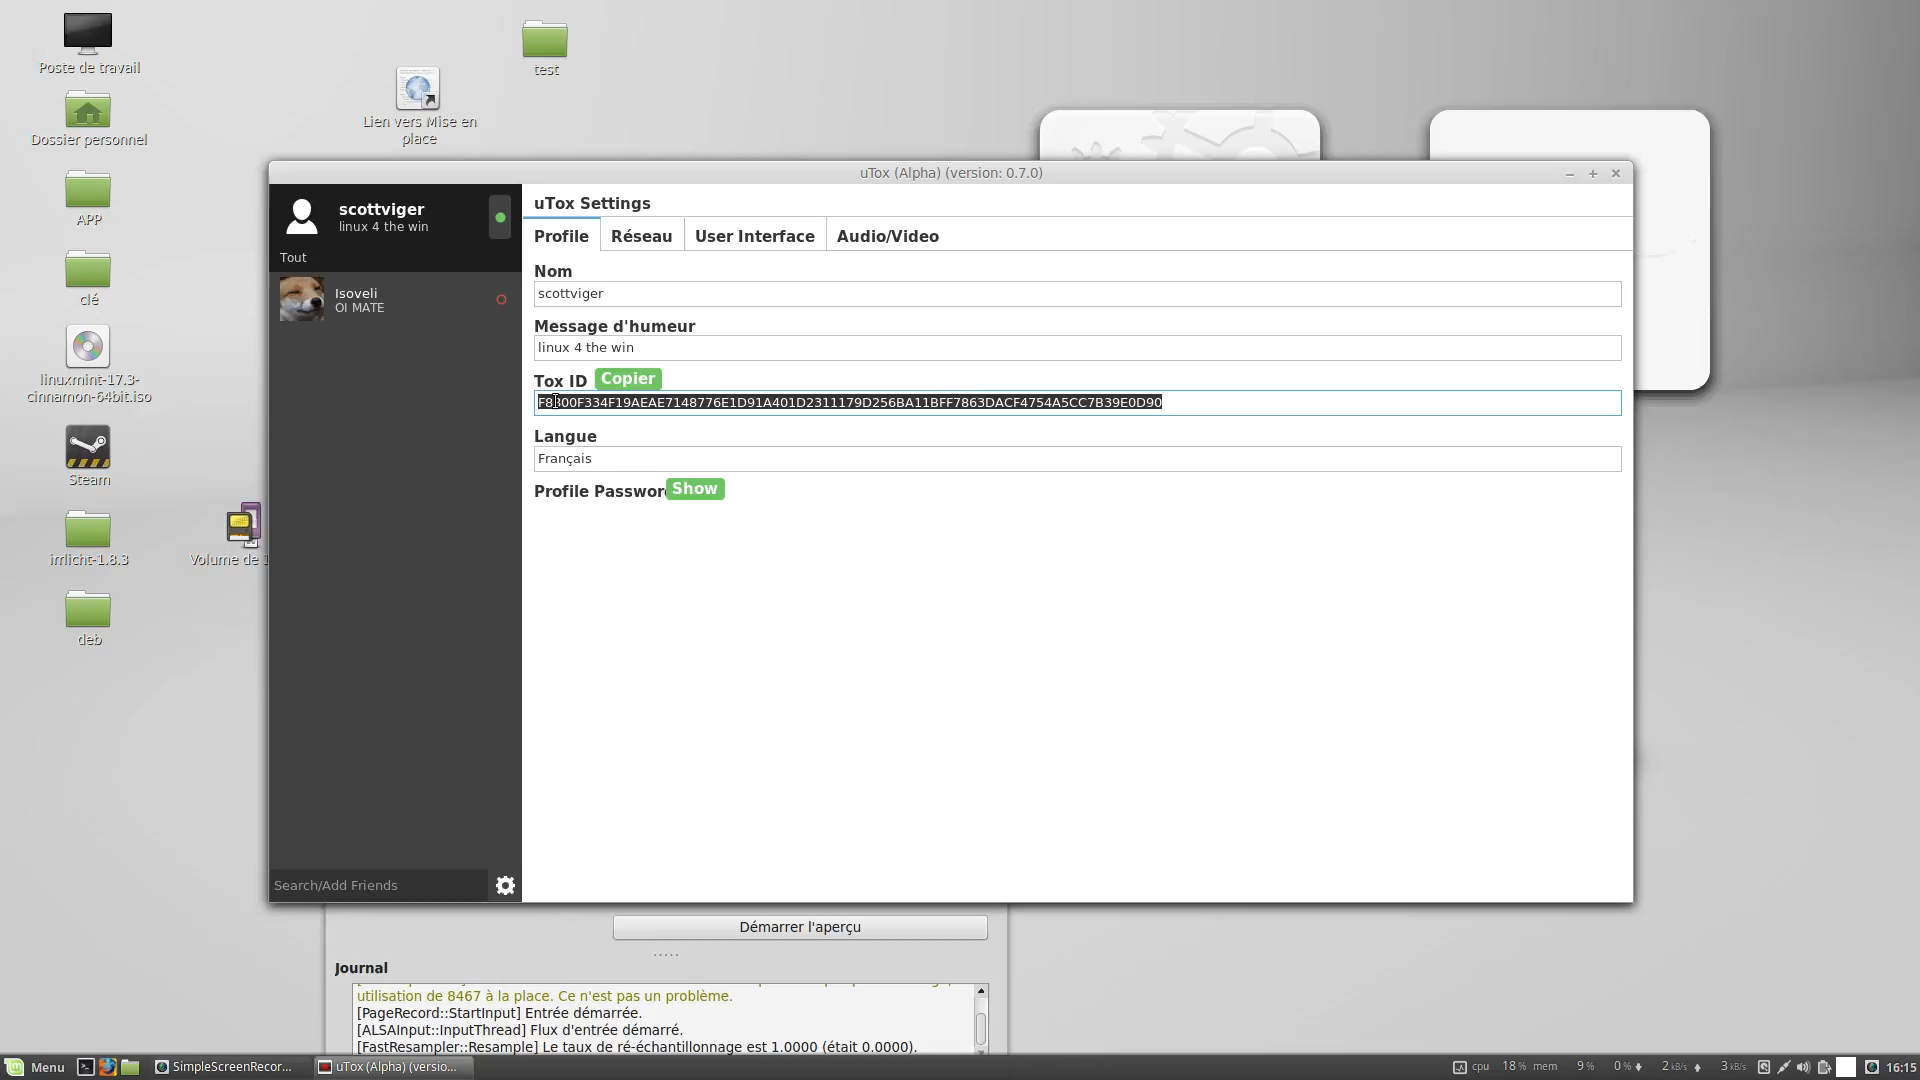 Poste de travail
Dossier personnel
APP
clé
linuxmint-17.3-
cinnamon-64bit.iso
Steam
imlicht-1.8.3
deb
Lien vers Mise en
place
test
Volume de 1
uTox (Alpha) (version: 0.7.0)
scottviger
linux 4 the win
Tout
Isoveli
OI MATE
Search/Add Friends
uTox Settings
Profile
Réseau
User Interface
Audio/Video
Nom
scottviger
Message d'humeur
linux 4 the win
Tox ID
Copier
F8300F334F19AEAE7148776E1D91A401D2311179D256BA11BFF7863DACF4754A5CC7B39E0D90
Langue
Français
Profile Passwor
Show
Démarrer l'aperçu
Journal
utilisation de 8467 à la place. Ce n'est pas un problème.
[PageRecord::StartInput] Entrée démarrée.
[ALSAInput::InputThread] Flux d'entrée démarré.
[FastResampler::Resample] Le taux de ré-échantillonnage est 1.0000 (était 0.0000).
Menu
SimpleScreenRecor...
uTox (Alpha) (versio...
cpu 18 % mem 9 % 0 % 2 kB/s 3 kB/s
16:15